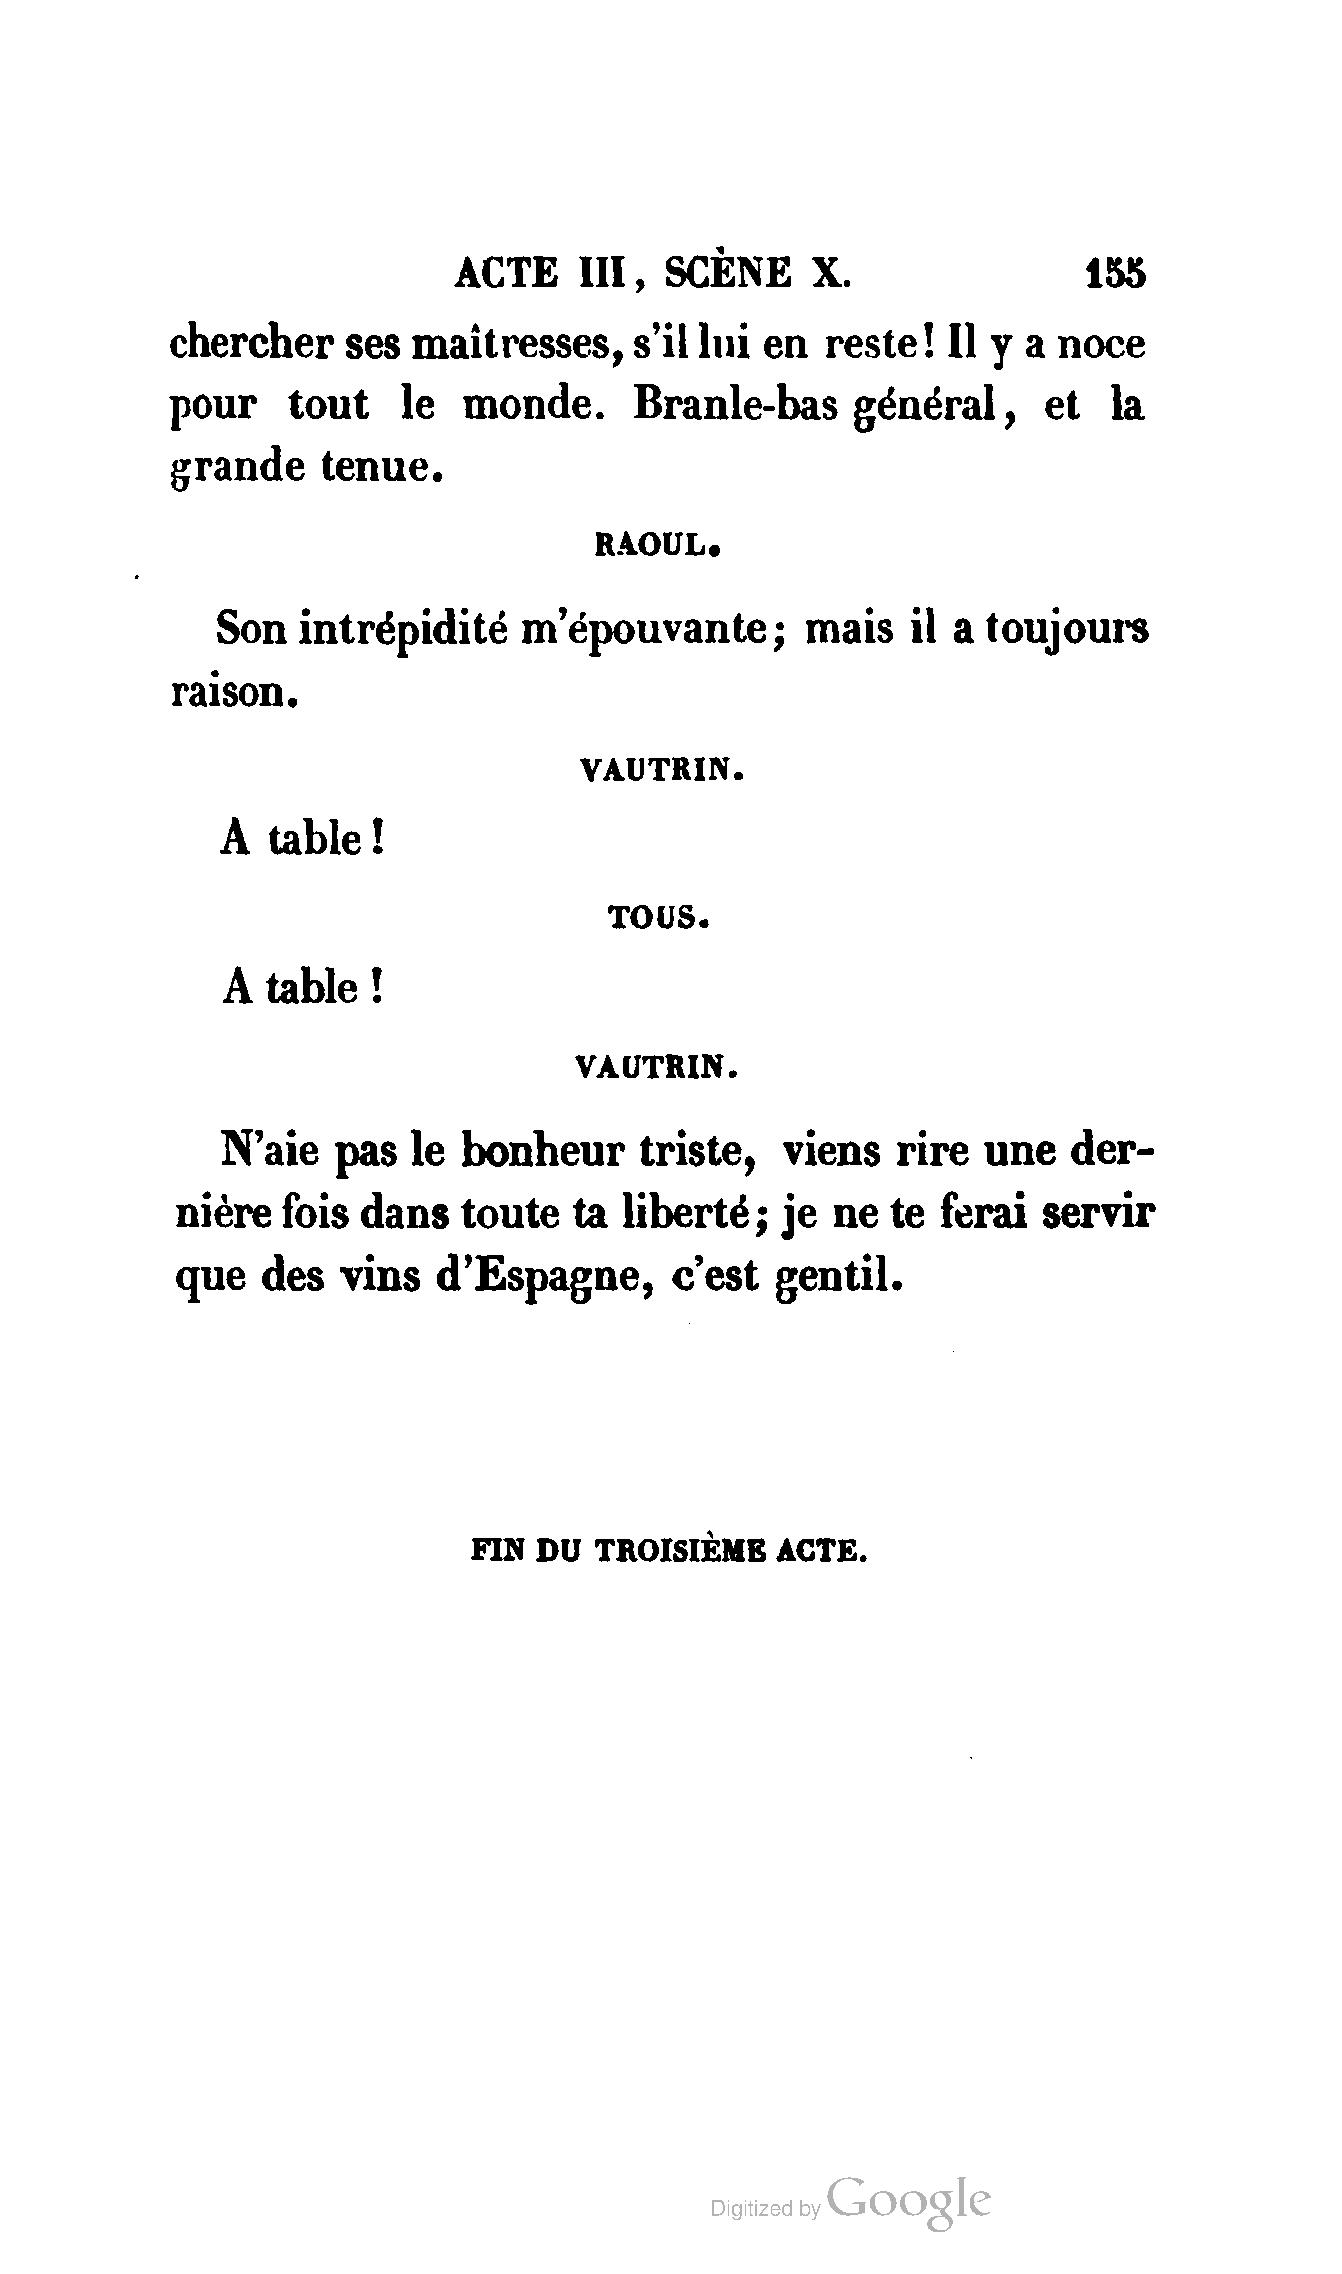 ACTE III, SCÈNE X. 155
chercher ses maîtresses, s'il lui en reste! Il y a noce
pour tout le monde. Branle-bas général, et la
grande tenue.
RAOUL.
Son intrépidité m'épouvante; mais il a toujours
raison.
VAUTRIN.
A table!
TOUS.
A table!
VAUTRIN.
N'aie pas le bonheur triste, viens rire une der-
nière fois dans toute ta liberté; je ne te ferai servir
que des vins d'Espagne, c'est gentil.
FIN DU TROISIÈME ACTE.
Digitized by Google